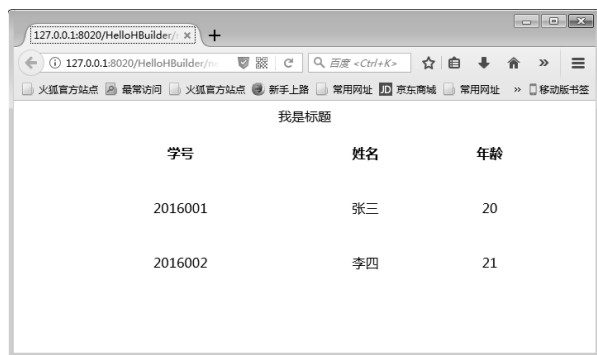 127.0.0.1:8020/HelloHBuilder/
127.0.0.1:8020/HelloHBuilder/
百度 <Ctrl+K>
火狐官方站点 最常访问 火狐官方站点 新手上路 常用网址 JD 京东商城 常用网址 » 移动版书签
我是标题
学号 姓名 年龄
2016001 张三 20
2016002 李四 21